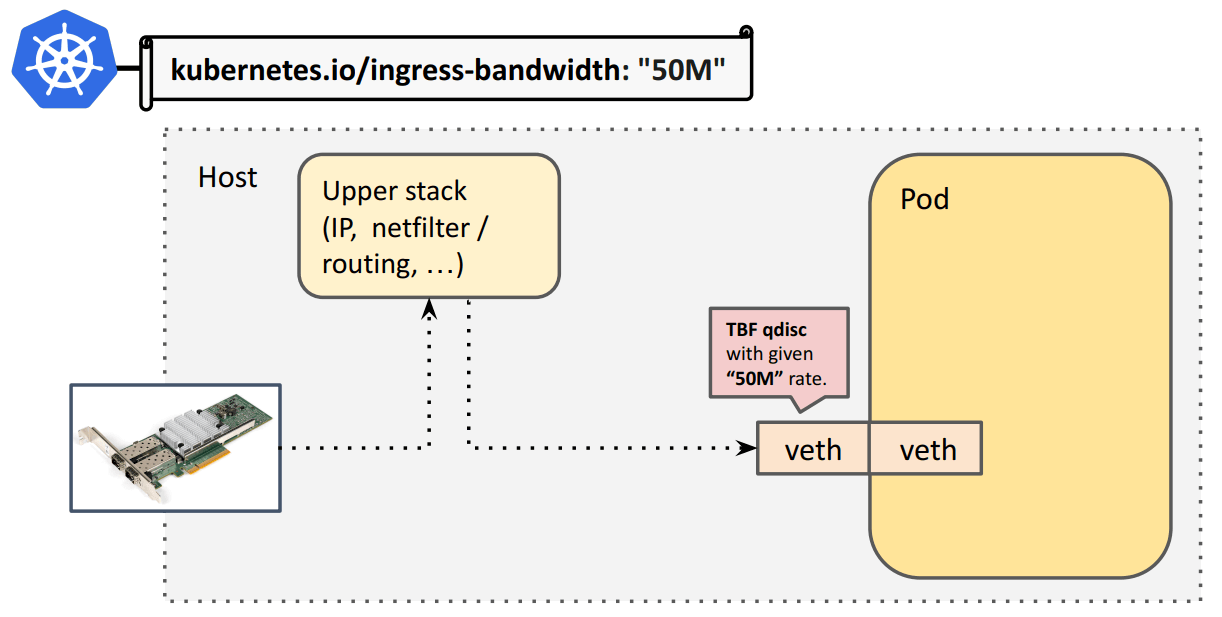 kubernetes.io/ingress-bandwidth: "50M"
Host
Upper stack
(IP,  netfilter /
routing, …)
Pod
TBF qdisc
with given
“50M” rate.
veth
veth